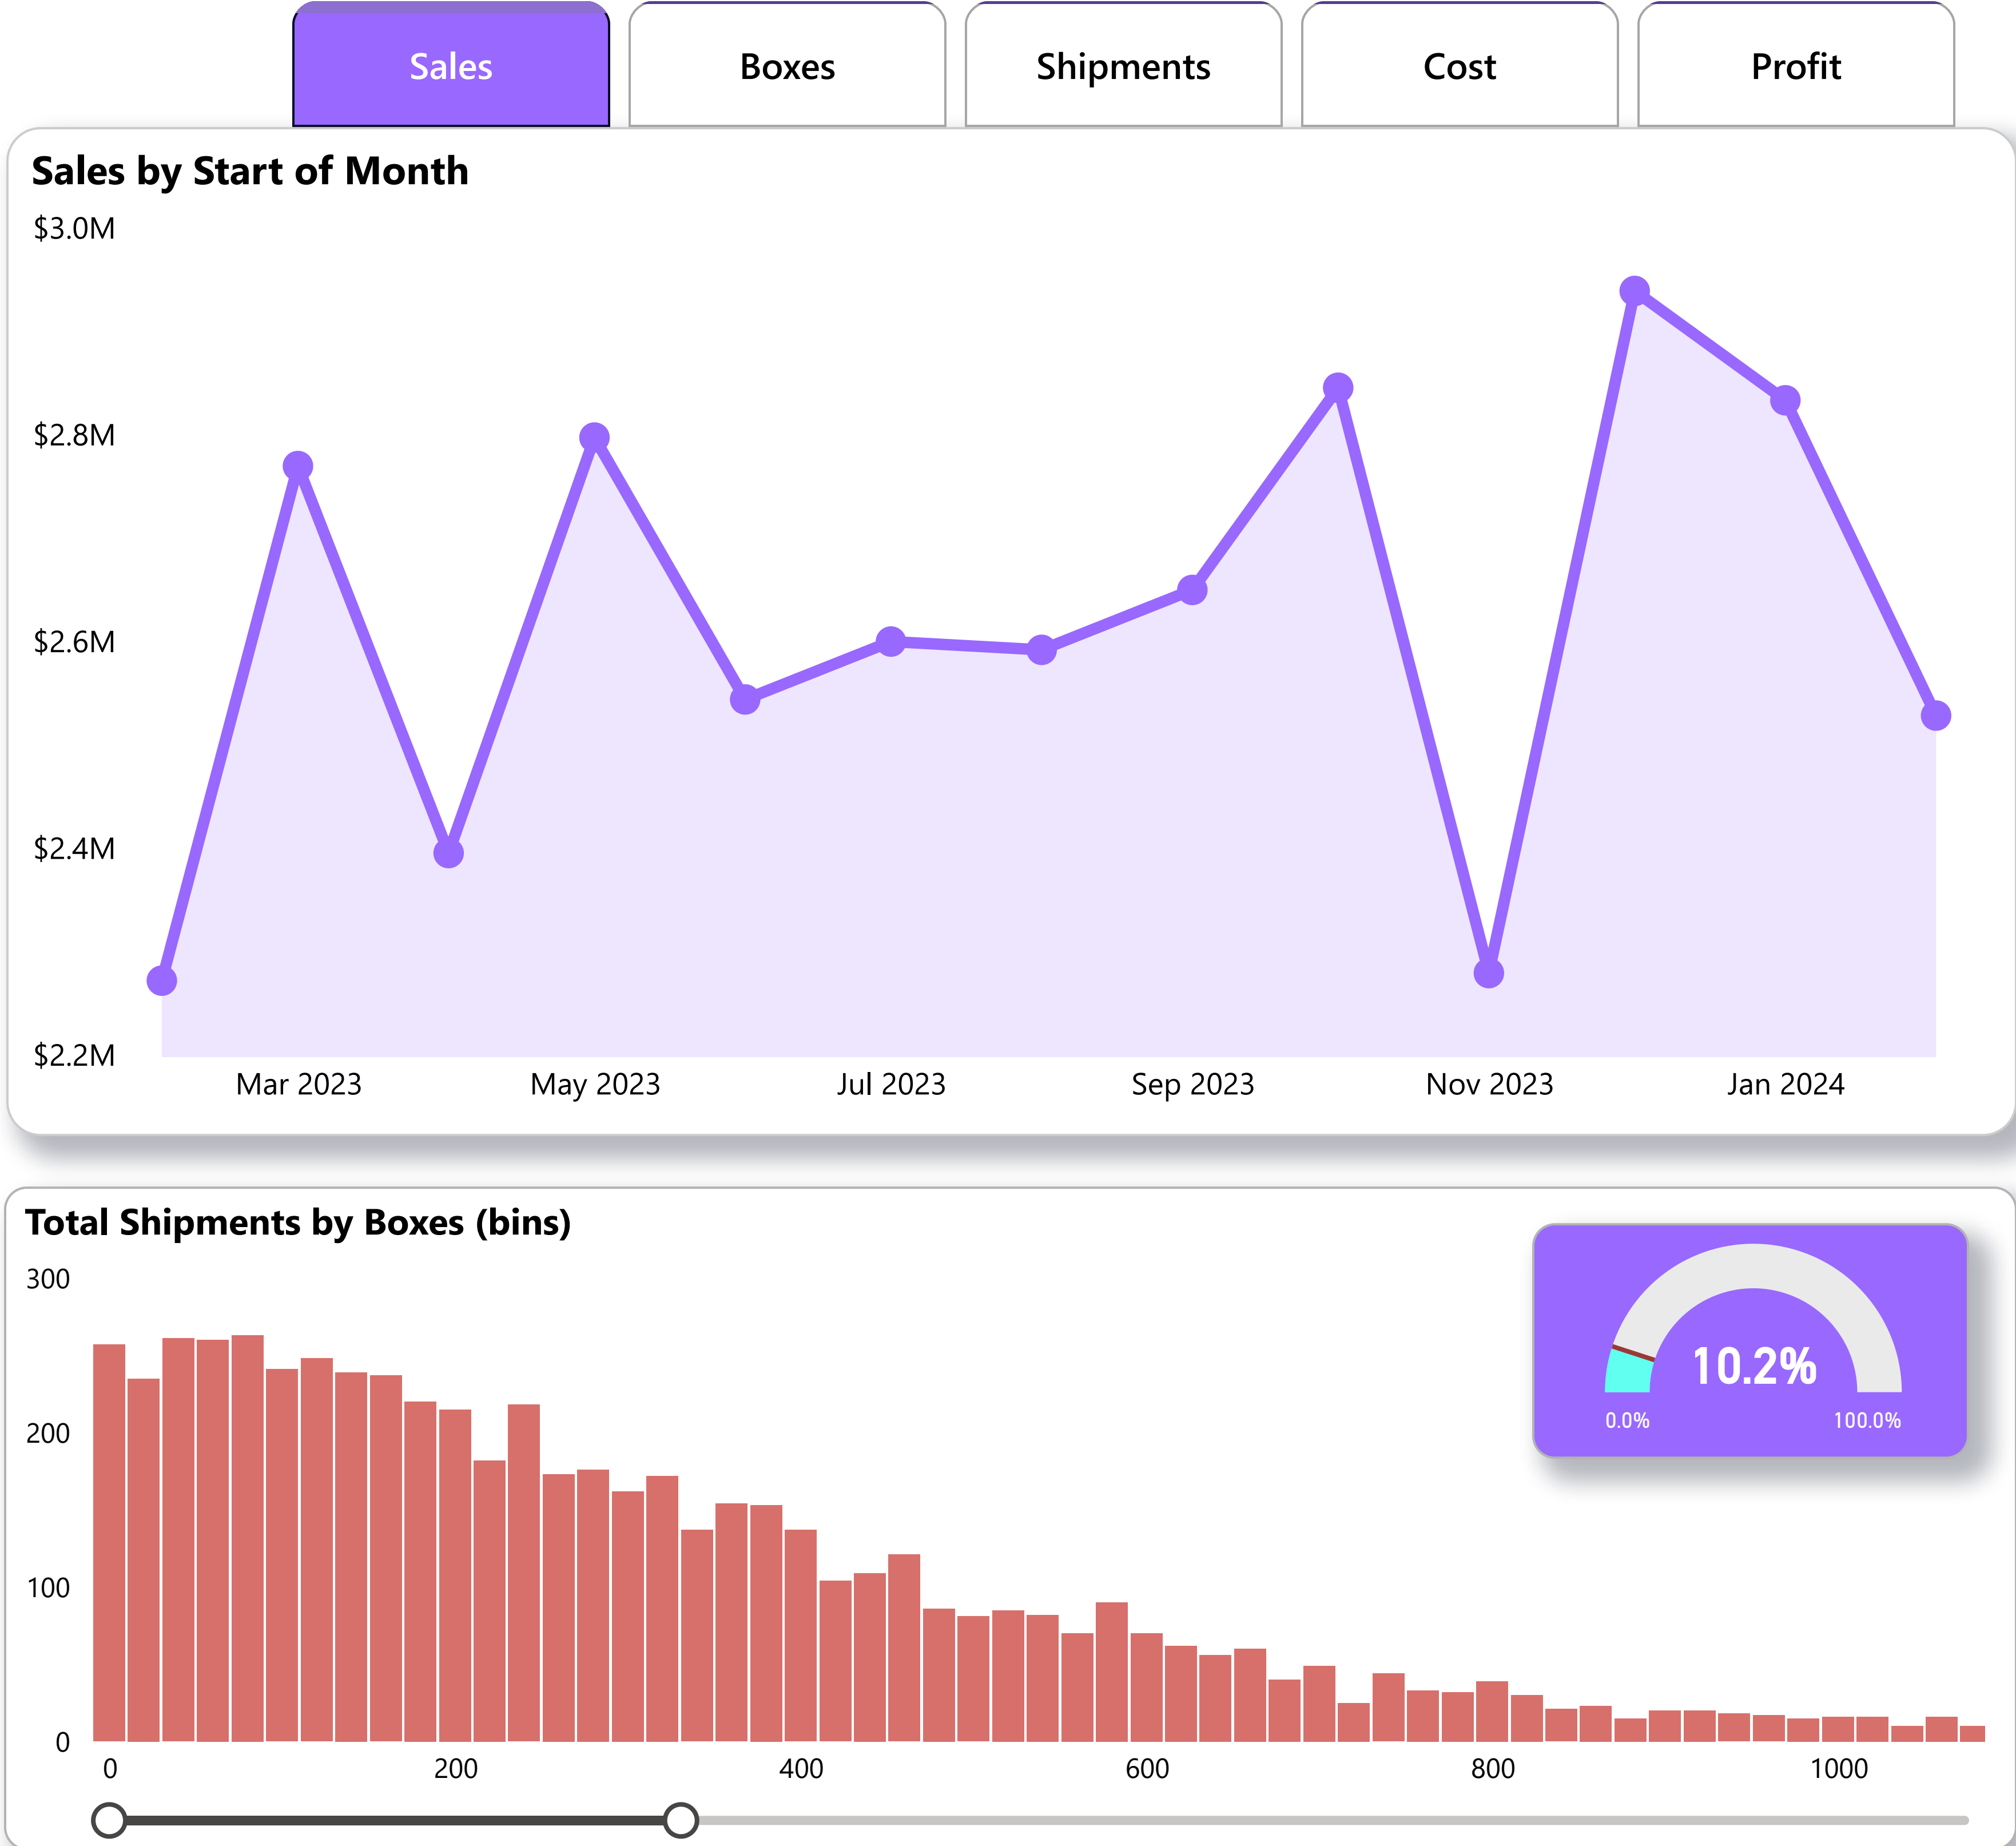 Sales Boxes Shipments Cost Profit
Sales by Start of Month
$3.0M
$2.8M
$2.6M
$2.4M
$2.2M
Mar 2023 May 2023 Jul 2023 Sep 2023 Nov 2023 Jan 2024
Total Shipments by Boxes (bins)
300
200
100
0
0 200 400 600 800 1000
10.2%
0.0% 100.0%